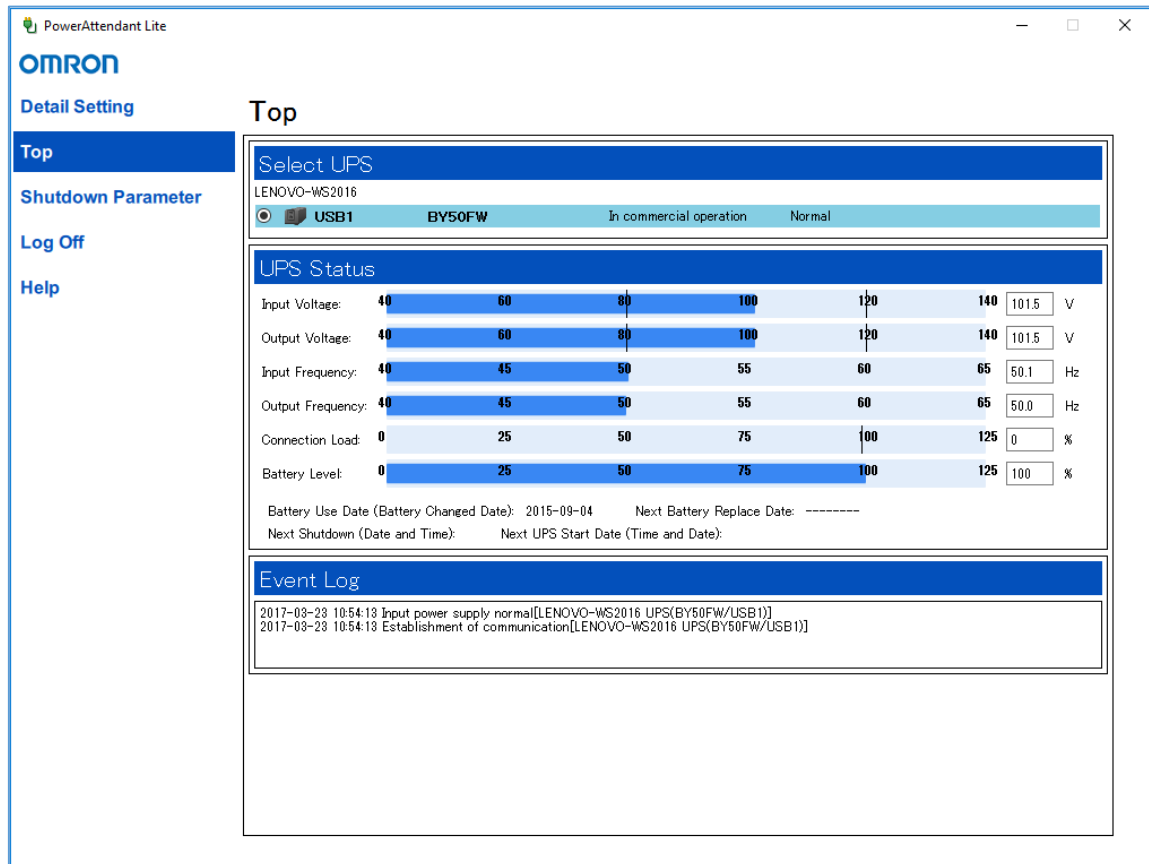 PowerAttendant Lite
OMRON
Detail Setting
Top
Shutdown Parameter
Log Off
Help
Top
Select UPS
LENOVO-WS2016
USB1 BY50FW In commercial operation Normal
UPS Status
Input Voltage: 40 60 80 100 120 140 101.5 V
Output Voltage: 40 60 80 100 120 140 101.5 V
Input Frequency: 40 45 50 55 60 65 50.1 Hz
Output Frequency: 40 45 50 55 60 65 50.0 Hz
Connection Load: 0 25 50 75 100 125 0 %
Battery Level: 0 25 50 75 100 125 100 %
Battery Use Date (Battery Changed Date): 2015-09-04 Next Battery Replace Date: --------
Next Shutdown (Date and Time): Next UPS Start Date (Time and Date):
Event Log
2017-03-23 10:54:13 Input power supply normal[LENOVO-WS2016 UPS(BY50FW/USB1)]
2017-03-23 10:54:13 Establishment of communication[LENOVO-WS2016 UPS(BY50FW/USB1)]